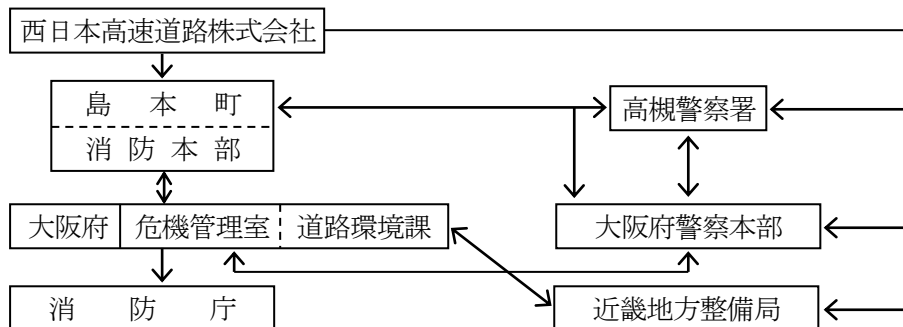 西日本高速道路株式会社
島本町
高槻警察署
消防本部
大阪府 危機管理室 道路環境課
大阪府警察本部
消防庁
近畿地方整備局